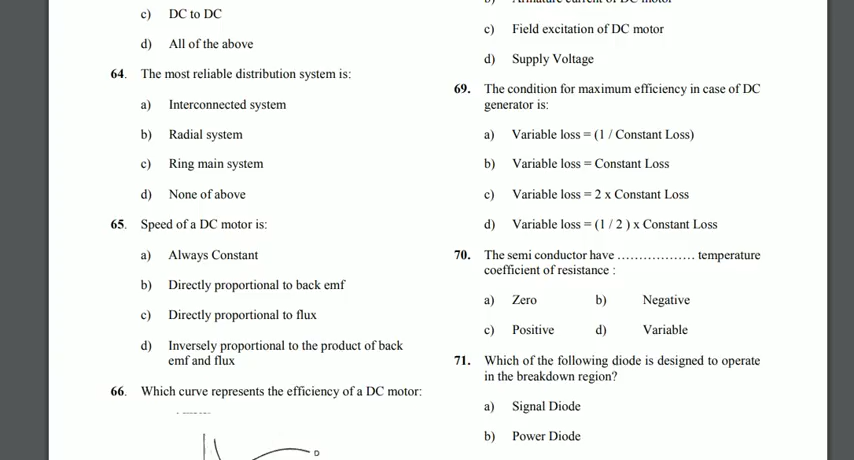 c) DC to DC
d) All of the above
64. The most reliable distribution system is:
a) Interconnected system
b) Radial system
c) Ring main system
d) None of above
65. Speed of a DC motor is:
a) Always Constant
b) Directly proportional to back emf
c) Directly proportional to flux
d) Inversely proportional to the product of back
emf and flux
66. Which curve represents the efficiency of a DC motor:
D
c) Field excitation of DC motor
d) Supply Voltage
69. The condition for maximum efficiency in case of DC
generator is:
a) Variable loss = (1 / Constant Loss)
b) Variable loss = Constant Loss
c) Variable loss = 2 x Constant Loss
d) Variable loss = (1 / 2 ) x Constant Loss
70. The semi conductor have ……………… temperature
coefficient of resistance :
a) Zero b) Negative
c) Positive d) Variable
71. Which of the following diode is designed to operate
in the breakdown region?
a) Signal Diode
b) Power Diode